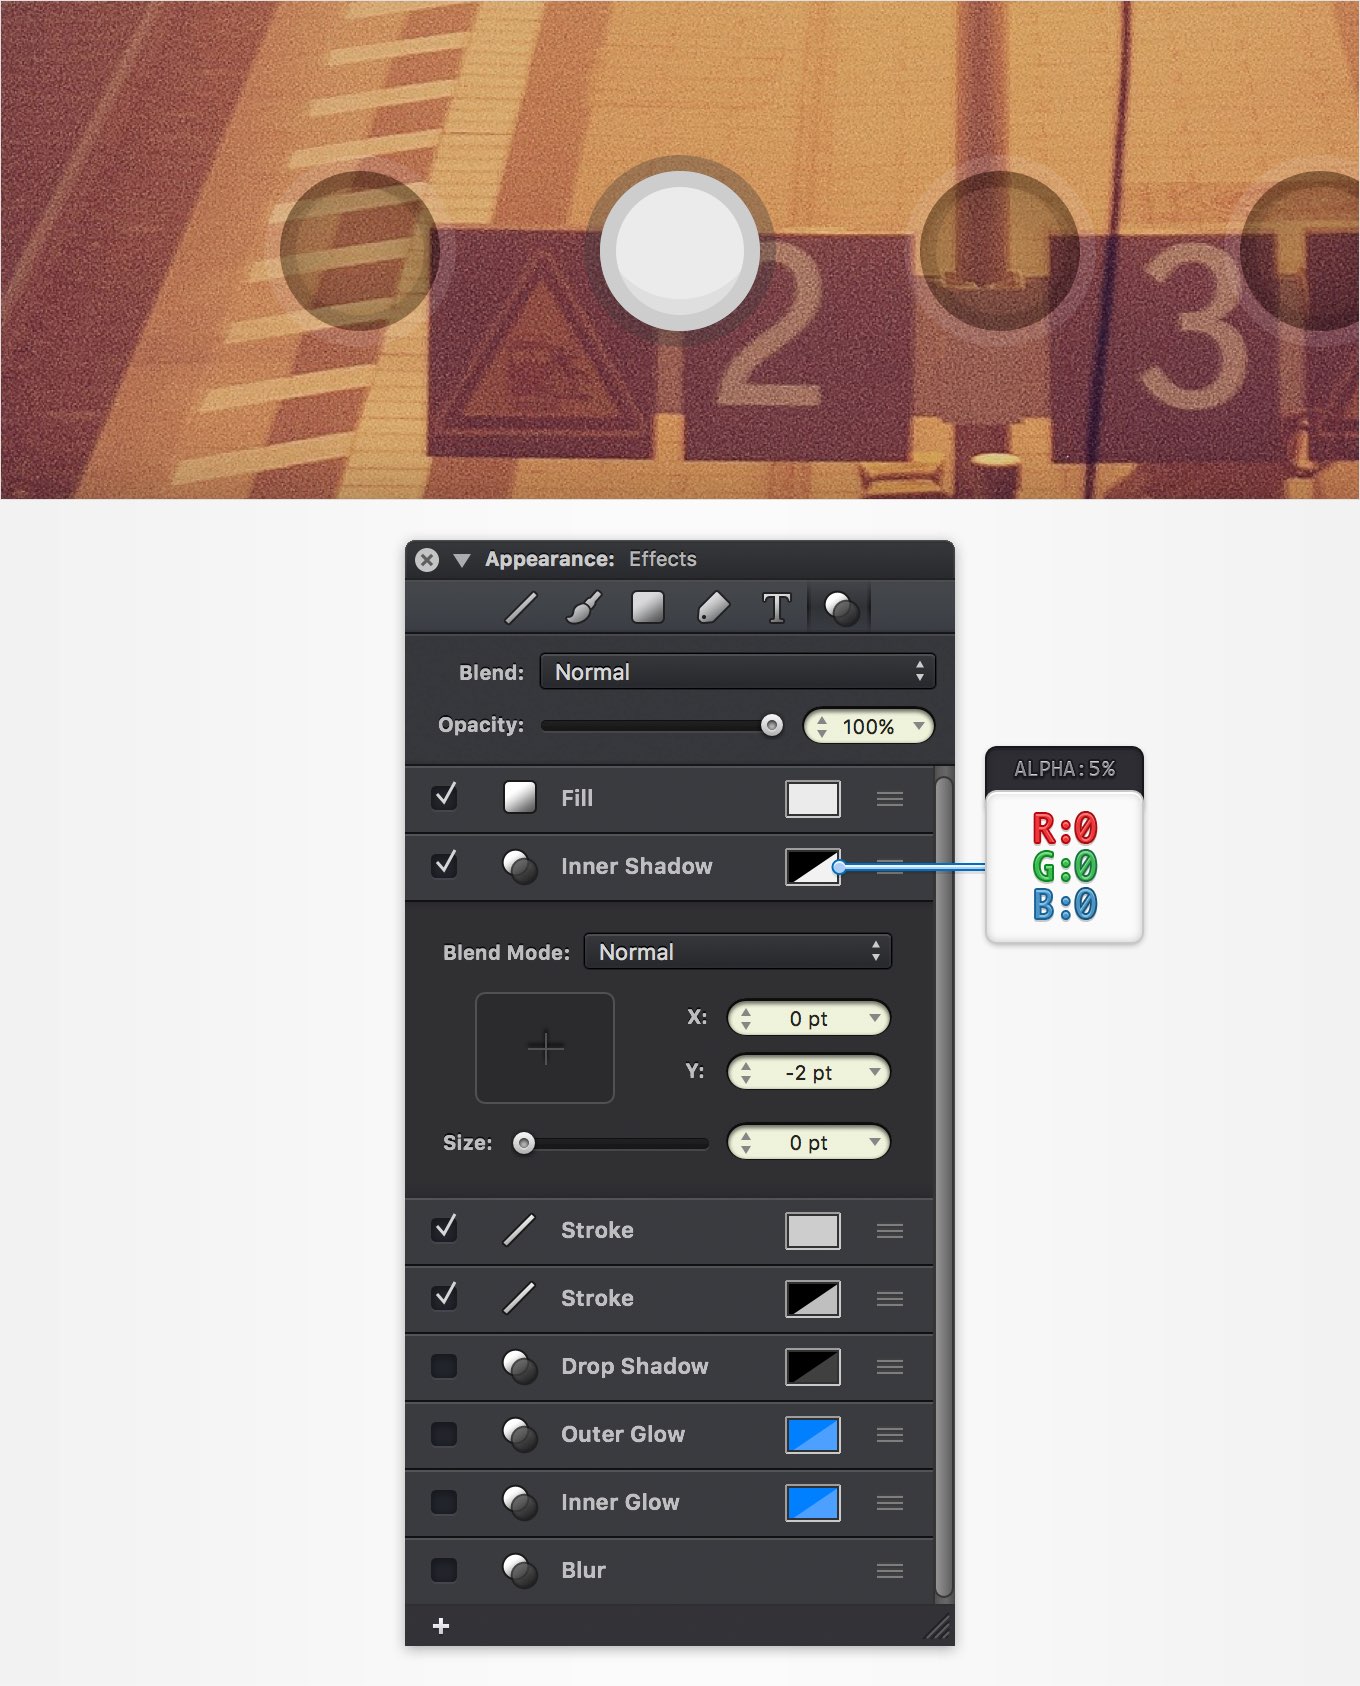 2 3
Appearance: Effects
T
Blend: Normal
Opacity: 100%
Fill
Inner Shadow
ALPHA:5%
R:0
G:0
B:0
Blend Mode: Normal
X: 0 pt
Y: -2 pt
Size: 0 pt
Stroke
Stroke
Drop Shadow
Outer Glow
Inner Glow
Blur